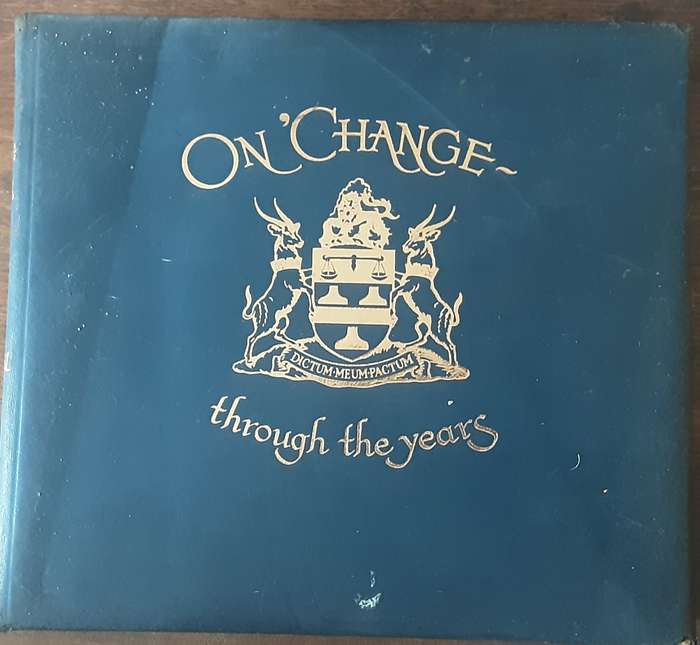 ON 'CHANGE~
DICTUM·MEUM·PACTUM
through the years